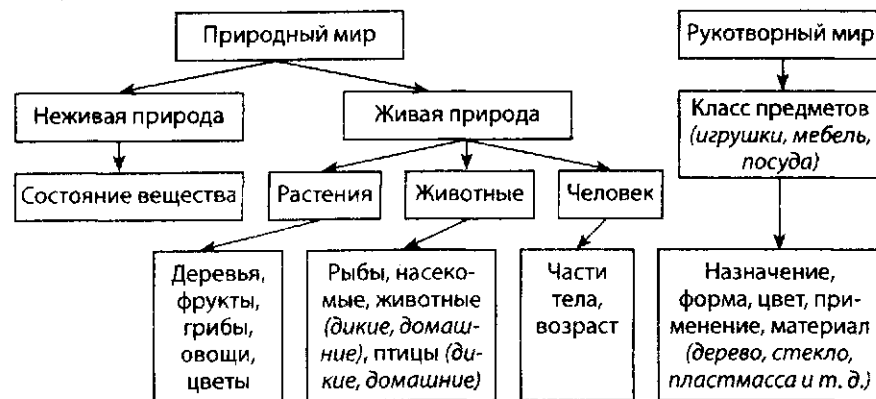 Природный мир
Рукотворный мир
Неживая природа
Живая природа
Класс предметов
(игрушки, мебель,
посуда)
Состояние вещества
Растения
Животные
Человек
Деревья,
фрукты,
грибы,
овощи,
цветы
Рыбы, насеко-
мые, животные
(дикие, домаш-
ние), птицы (ди-
кие, домашние)
Части
тела,
возраст
Назначение,
форма, цвет, при-
менение, материал
(дерево, стекло,
пластмасса и т. д.)